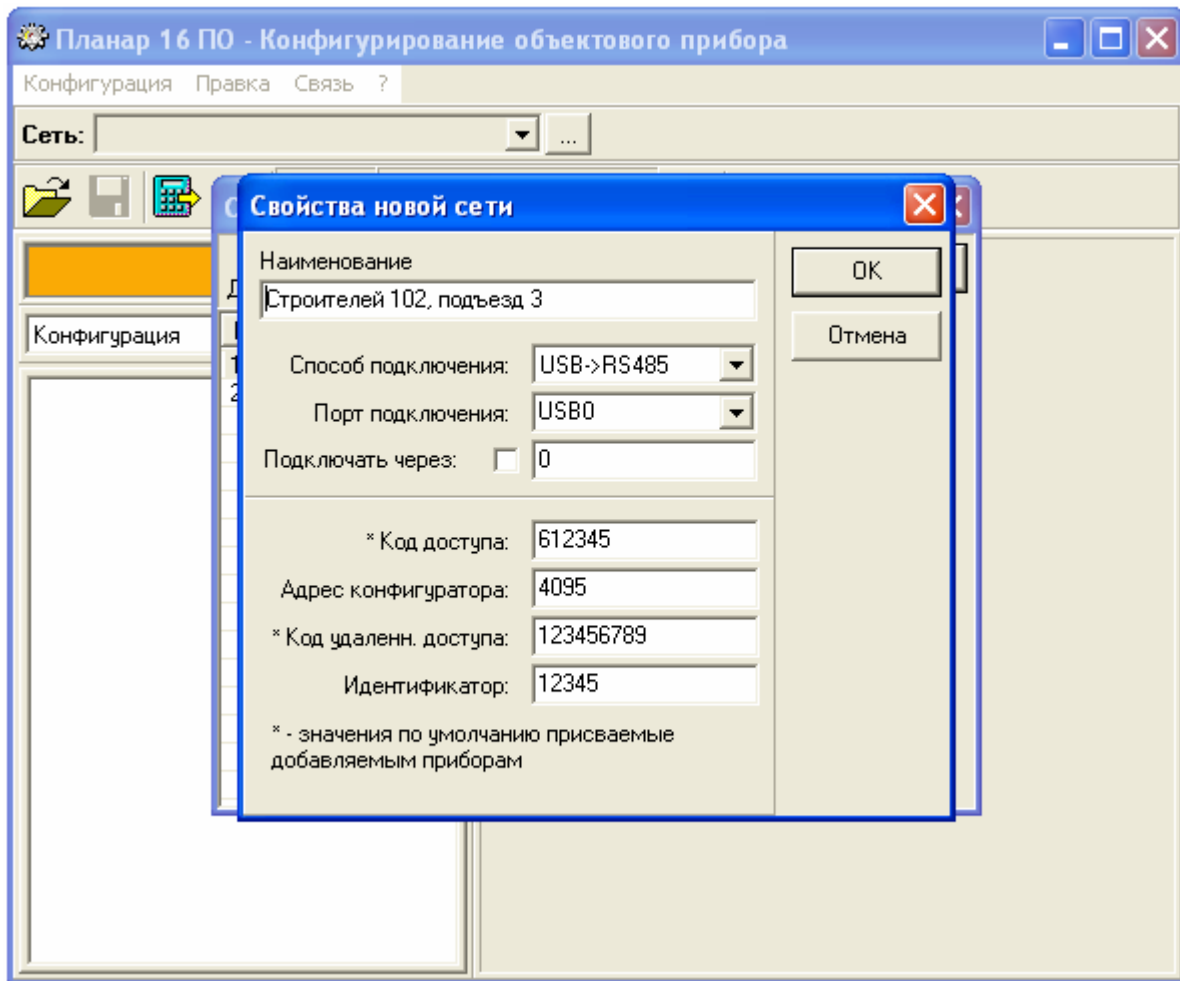 Планар 16 ПО - Конфигурирование объектового прибора
Конфигурация Правка Связь ?
Сеть: ...
Свойства новой сети
Наименование
Строителей 102, подъезд 3
OK
Отмена
Конфигурация
Способ подключения: USB->RS485
Порт подключения: USB0
Подключать через: 0
* Код доступа: 612345
Адрес конфигуратора: 4095
* Код удаленн. доступа: 123456789
Идентификатор: 12345
* - значения по умолчанию присваемые
добавляемым приборам